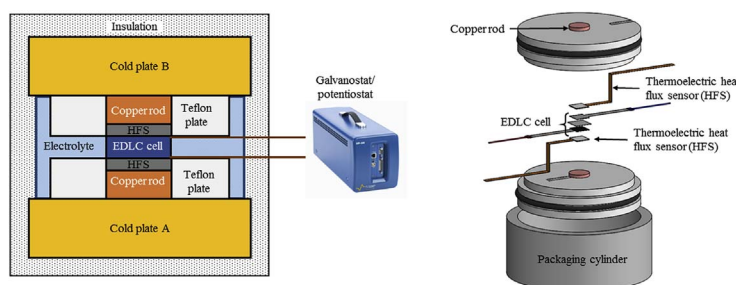 Insulation
Cold plate B
Copper rod
Teflon
plate
HFS
Electrolyte
EDLC cell
HFS
Copper rod
Teflon
plate
Cold plate A
Galvanostat/
potentiostat
Copper rod
Thermoelectric heat
flux sensor (HFS)
EDLC cell
Thermoelectric heat
flux sensor (HFS)
Packaging cylinder